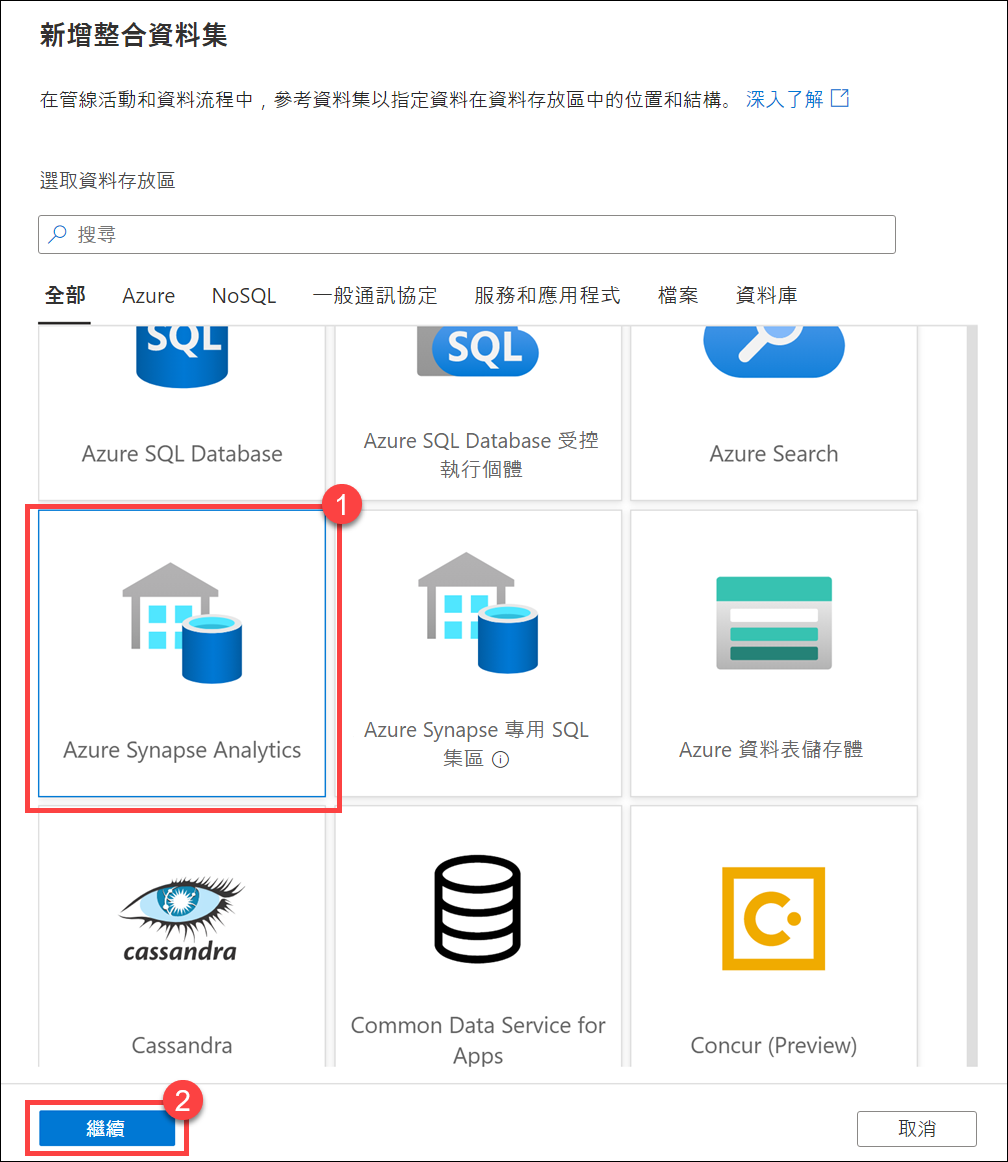 新增整合資料集
在管線活動和資料流程中，參考資料集以指定資料在資料存放區中的位置和結構。 深入了解
選取資料存放區
搜尋
全部 Azure NoSQL 一般通訊協定 服務和應用程式 檔案 資料庫
SQL SQL
Azure SQL Database
Azure SQL Database 受控
執行個體
Azure Search
1
Azure Synapse Analytics
Azure Synapse 專用 SQL
集區
Azure 資料表儲存體
cassandra
Cassandra
Common Data Service for
Apps
C
Concur (Preview)
2
繼續
取消